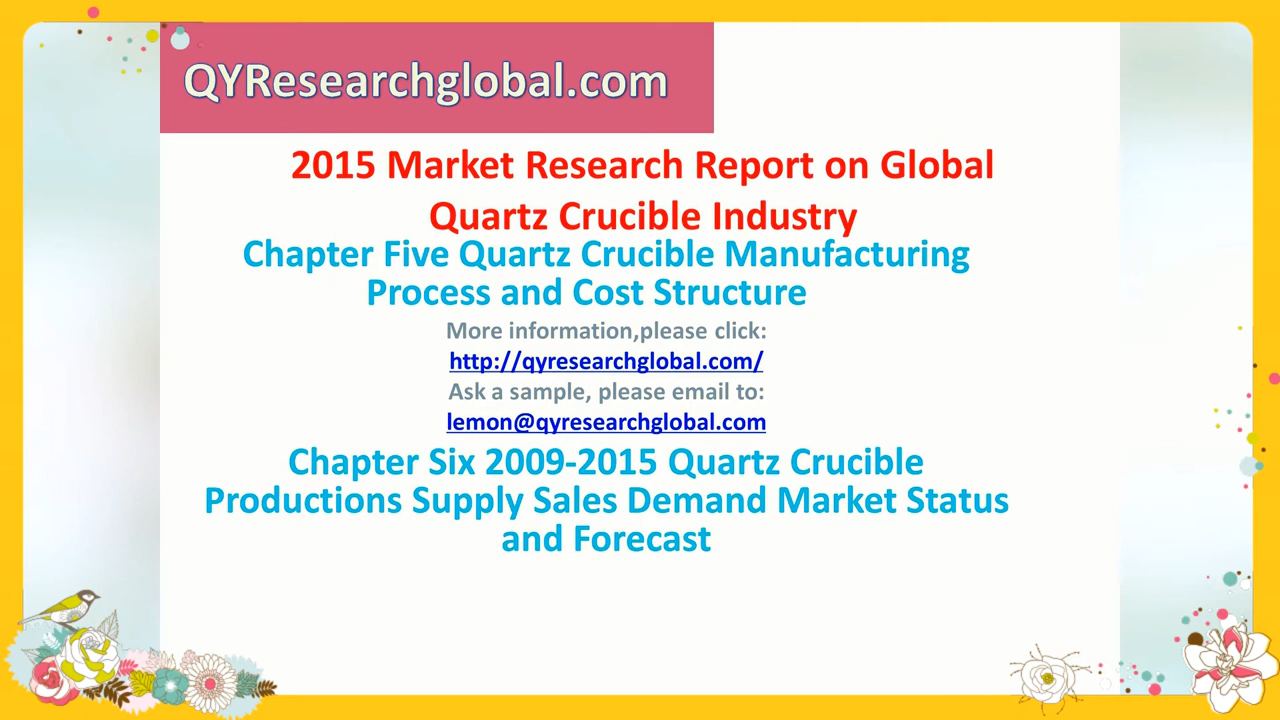 QYResearchglobal.com
2015 Market Research Report on Global
Quartz Crucible Industry
Chapter Five Quartz Crucible Manufacturing
Process and Cost Structure
More information,please click:
http://qyresearchglobal.com/
Ask a sample, please email to:
lemon@qyresearchglobal.com
Chapter Six 2009-2015 Quartz Crucible
Productions Supply Sales Demand Market Status
and Forecast